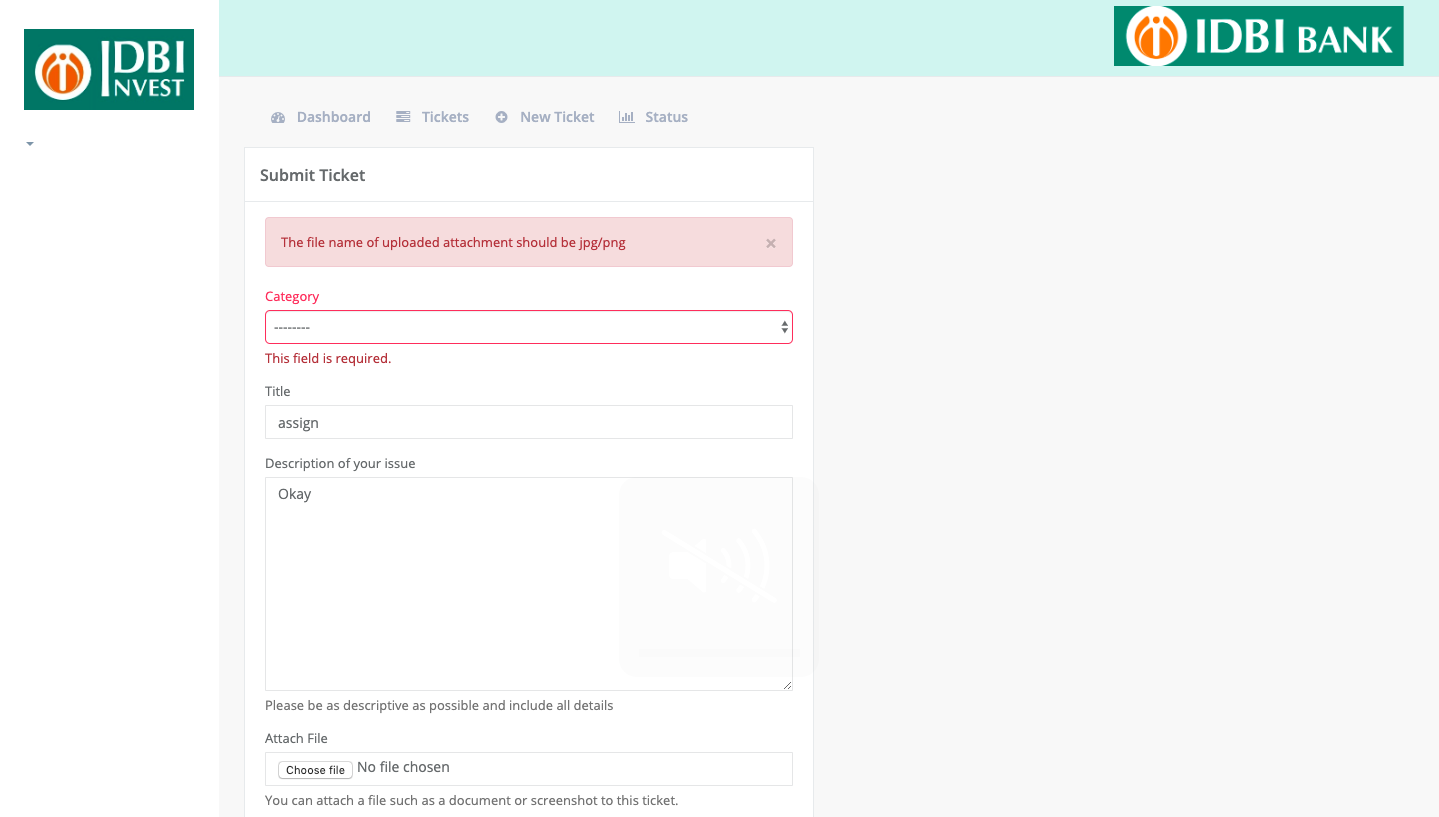 IDBI
INVEST
IDBI BANK
Dashboard Tickets New Ticket Status
Submit Ticket
The file name of uploaded attachment should be jpg/png ×
Category
--------
This field is required.
Title
assign
Description of your issue
Okay
Please be as descriptive as possible and include all details
Attach File
Choose file No file chosen
You can attach a file such as a document or screenshot to this ticket.